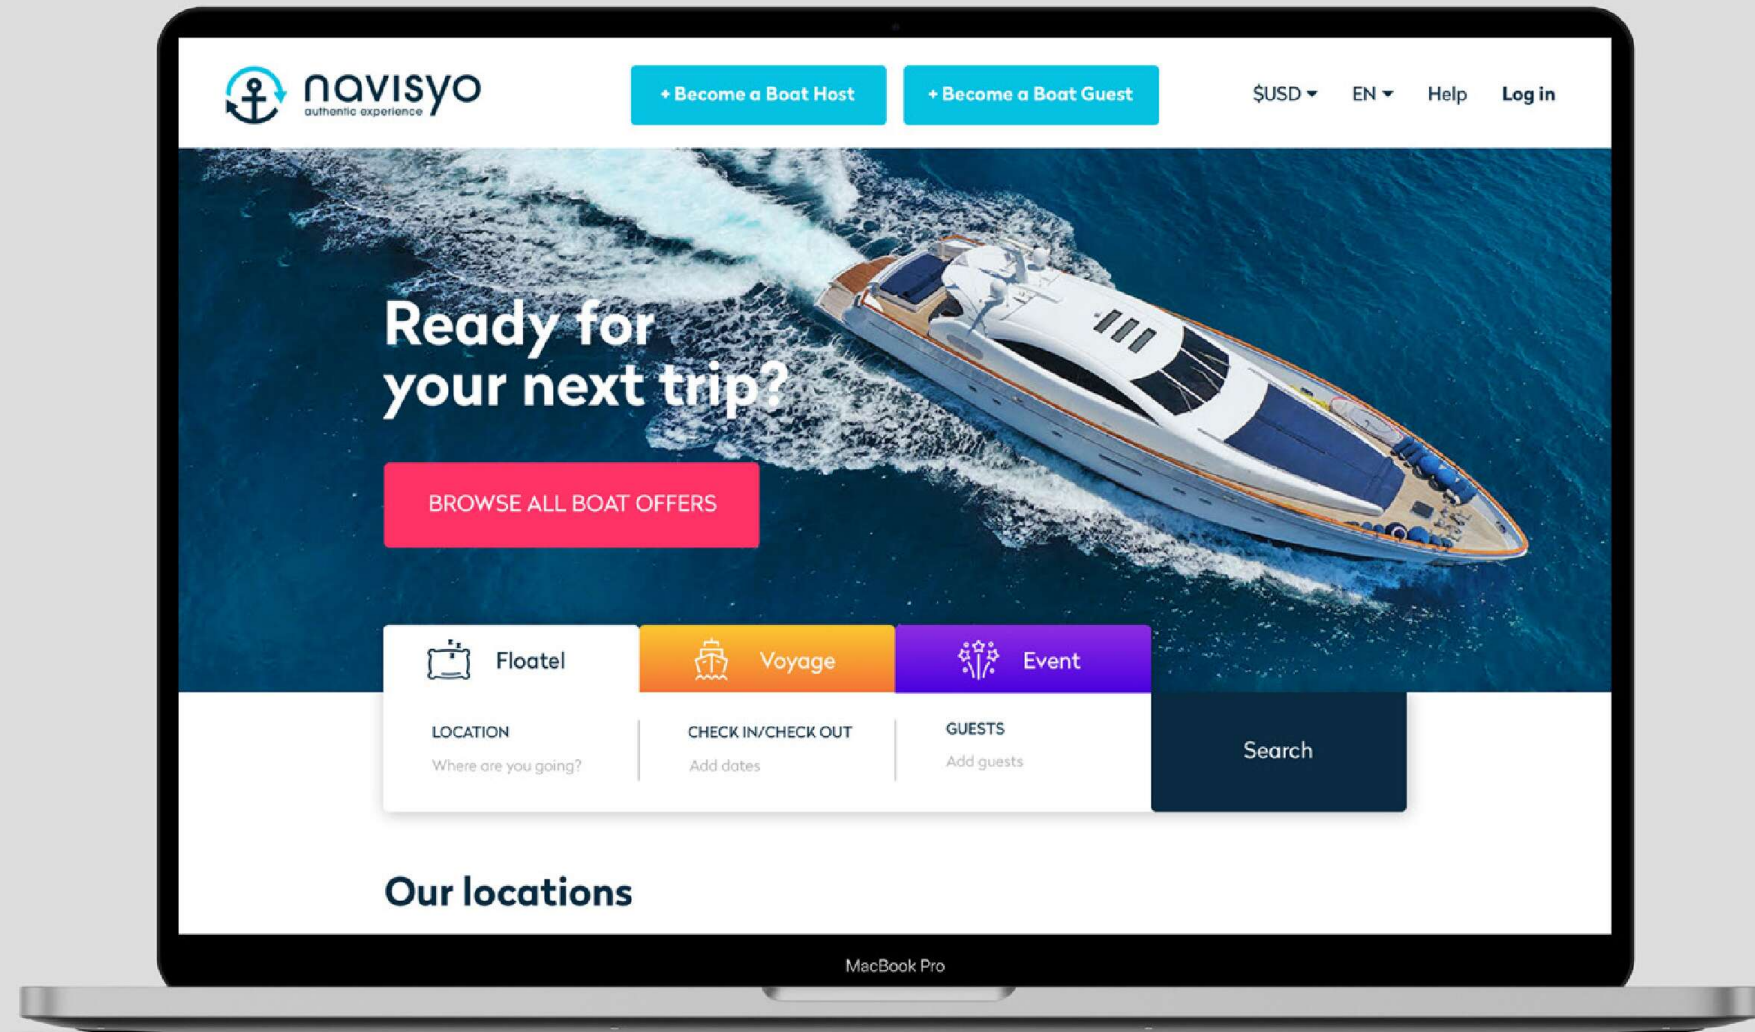 navisyo
authentic experience
+ Become a Boat Host
+ Become a Boat Guest
$USD
EN
Help
Log in
Ready for
your next trip?
BROWSE ALL BOAT OFFERS
Floatel
Voyage
Event
LOCATION
Where are you going?
CHECK IN/CHECK OUT
Add dates
GUESTS
Add guests
Search
Our locations
MacBook Pro